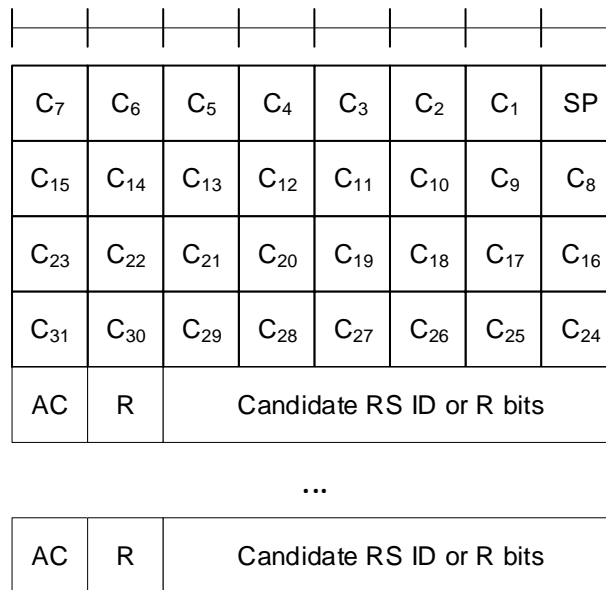 C₇ C₆ C₅ C₄ C₃ C₂ C₁ SP
C₁₅ C₁₄ C₁₃ C₁₂ C₁₁ C₁₀ C₉ C₈
C₂₃ C₂₂ C₂₁ C₂₀ C₁₉ C₁₈ C₁₇ C₁₆
C₃₁ C₃₀ C₂₉ C₂₈ C₂₇ C₂₆ C₂₅ C₂₄
AC R Candidate RS ID or R bits
...
AC R Candidate RS ID or R bits